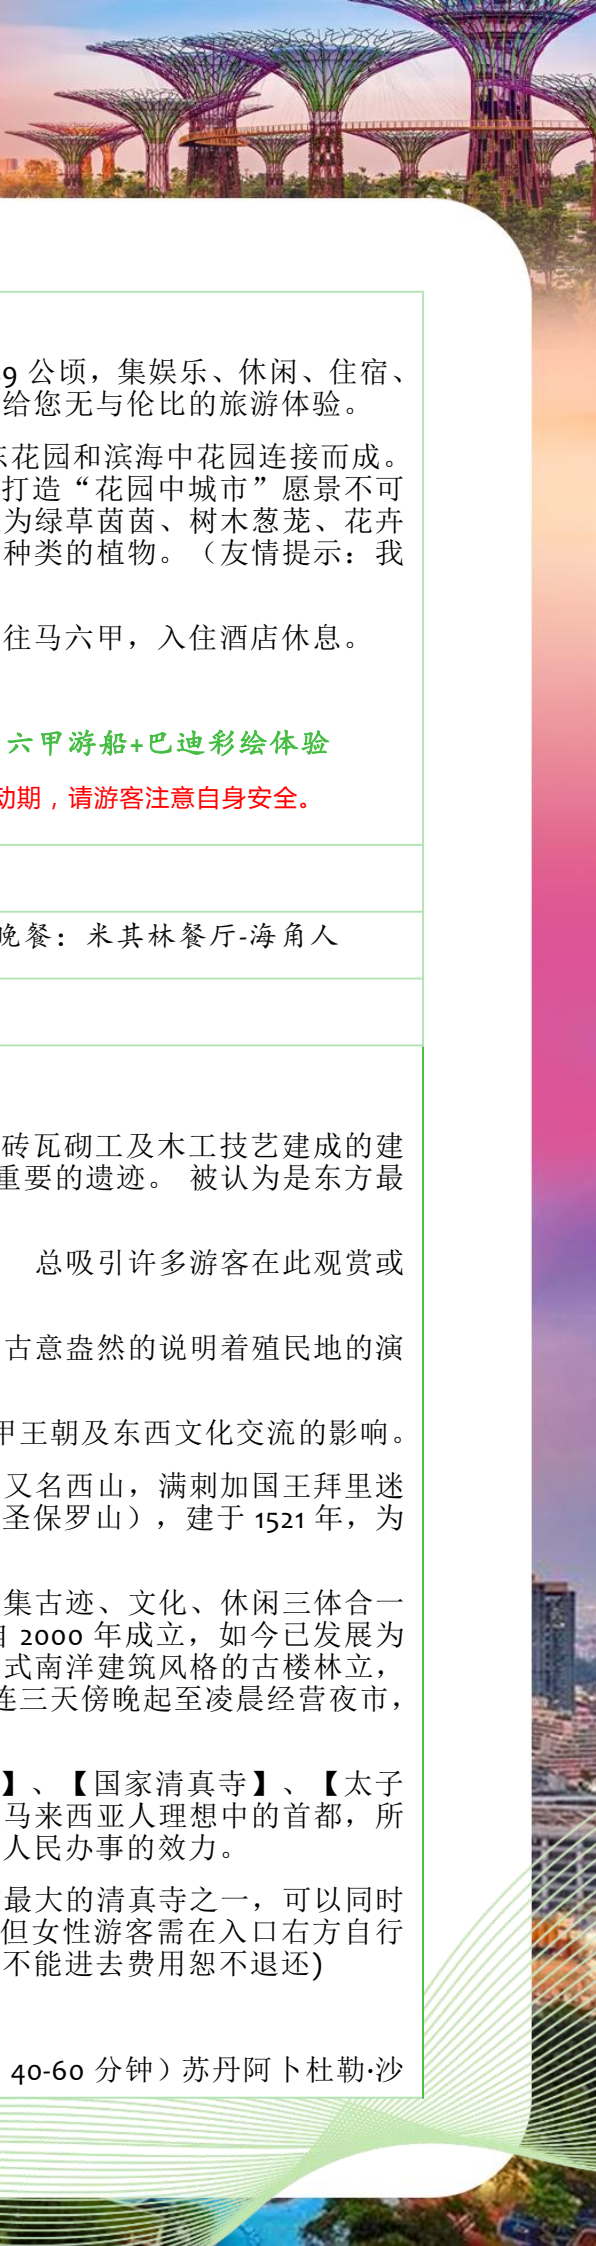 9 公顷，集娱乐、休闲、住宿、
给您无与伦比的旅游体验。
东花园和滨海中花园连接而成。
打造“花园中城市”愿景不可
为绿草茵茵、树木葱茏、花卉
种类的植物。（友情提示：我
往马六甲，入住酒店休息。
六甲游船+巴迪彩绘体验
动期，请游客注意自身安全。
晚餐：米其林餐厅-海角人
砖瓦砌工及木工技艺建成的建
重要的遗迹。 被认为是东方最
总吸引许多游客在此观赏或
古意盎然的说明着殖民地的演
甲王朝及东西文化交流的影响。
又名西山，满刺加国王拜里迷
圣保罗山），建于 1521 年，为
集古迹、文化、休闲三体合一
自 2000 年成立，如今已发展为
式南洋建筑风格的古楼林立，
连三天傍晚起至凌晨经营夜市，
】、【国家清真寺】、【太子
马来西亚人理想中的首都，所
人民办事的效力。
最大的清真寺之一，可以同时
但女性游客需在入口右方自行
不能进去费用恕不退还)
40-60 分钟）苏丹阿卜杜勒·沙